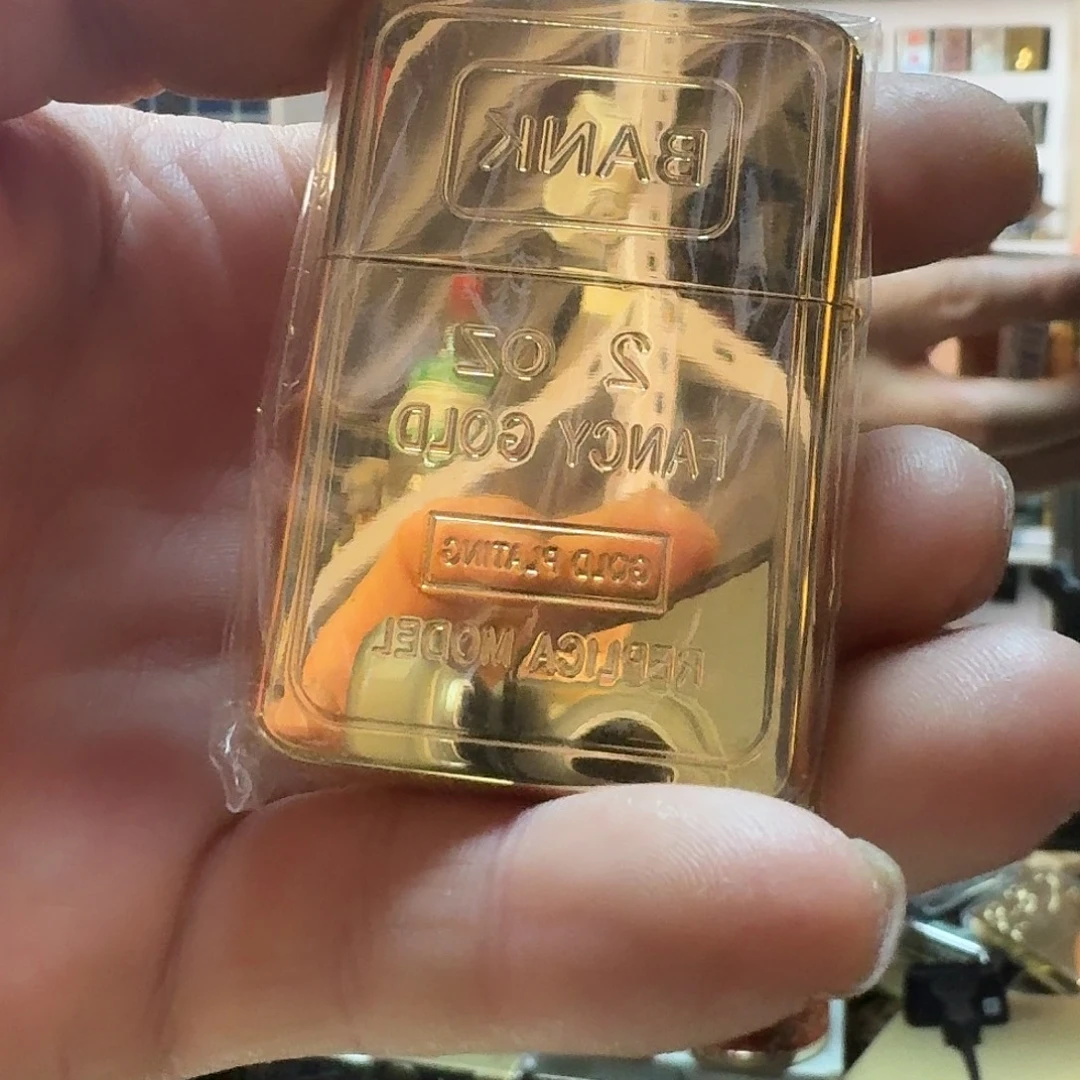 BANK
2 OZ
FANCY GOLD
GOLD PLATING
REPLICA MODEL